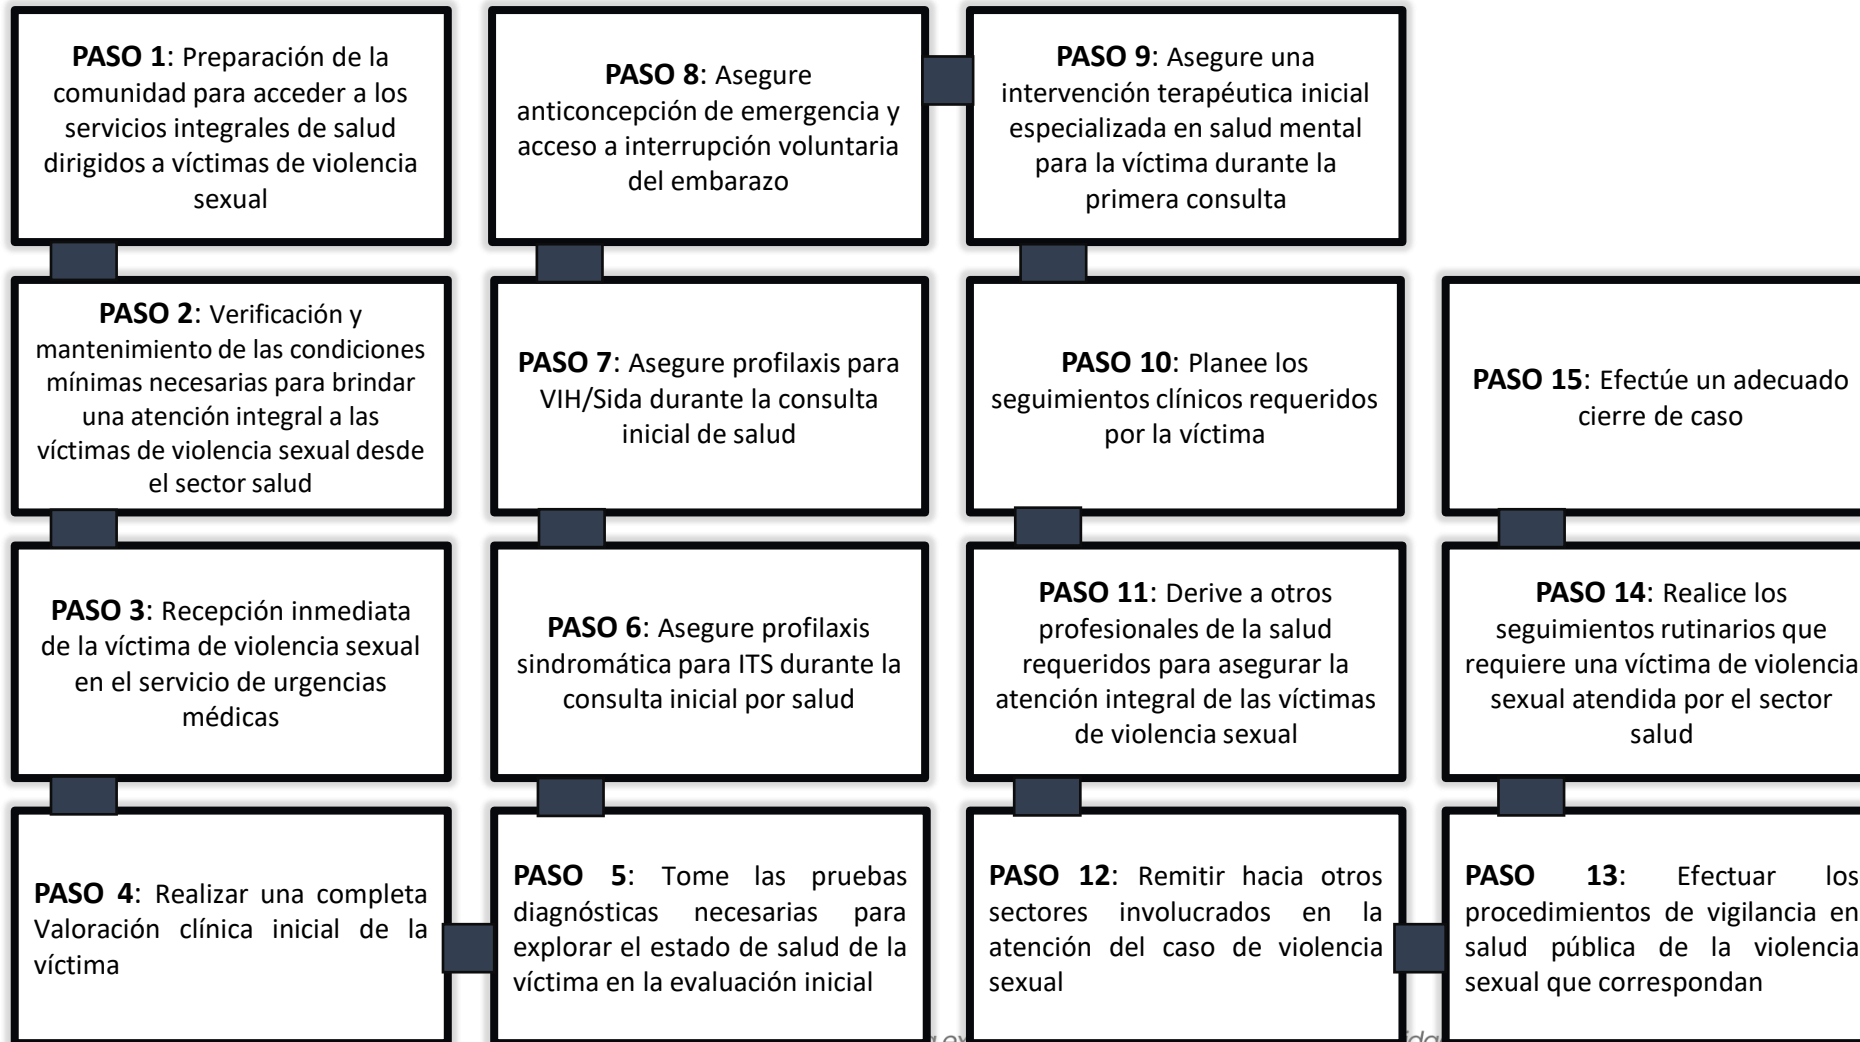 PASO 1: Preparación de la
comunidad para acceder a los
servicios integrales de salud
dirigidos a víctimas de violencia
sexual
PASO 2: Verificación y
mantenimiento de las condiciones
mínimas necesarias para brindar
una atención integral a las
víctimas de violencia sexual desde
el sector salud
PASO 3: Recepción inmediata
de la víctima de violencia sexual
en el servicio de urgencias
médicas
PASO 4: Realizar una completa
Valoración clínica inicial de la
víctima
PASO 5: Tome las pruebas
diagnósticas necesarias para
explorar el estado de salud de la
víctima en la evaluación inicial
PASO 6: Asegure profilaxis
sindromática para ITS durante la
consulta inicial por salud
PASO 7: Asegure profilaxis para
VIH/Sida durante la consulta
inicial de salud
PASO 8: Asegure
anticoncepción de emergencia y
acceso a interrupción voluntaria
del embarazo
PASO 9: Asegure una
intervención terapéutica inicial
especializada en salud mental
para la víctima durante la
primera consulta
PASO 10: Planee los
seguimientos clínicos requeridos
por la víctima
PASO 11: Derive a otros
profesionales de la salud
requeridos para asegurar la
atención integral de las víctimas
de violencia sexual
PASO 12: Remitir hacia otros
sectores involucrados en la
atención del caso de violencia
sexual
PASO 13: Efectuar los
procedimientos de vigilancia en
salud pública de la violencia
sexual que correspondan
PASO 14: Realice los
seguimientos rutinarios que
requiere una víctima de violencia
sexual atendida por el sector
salud
PASO 15: Efectúe un adecuado
cierre de caso